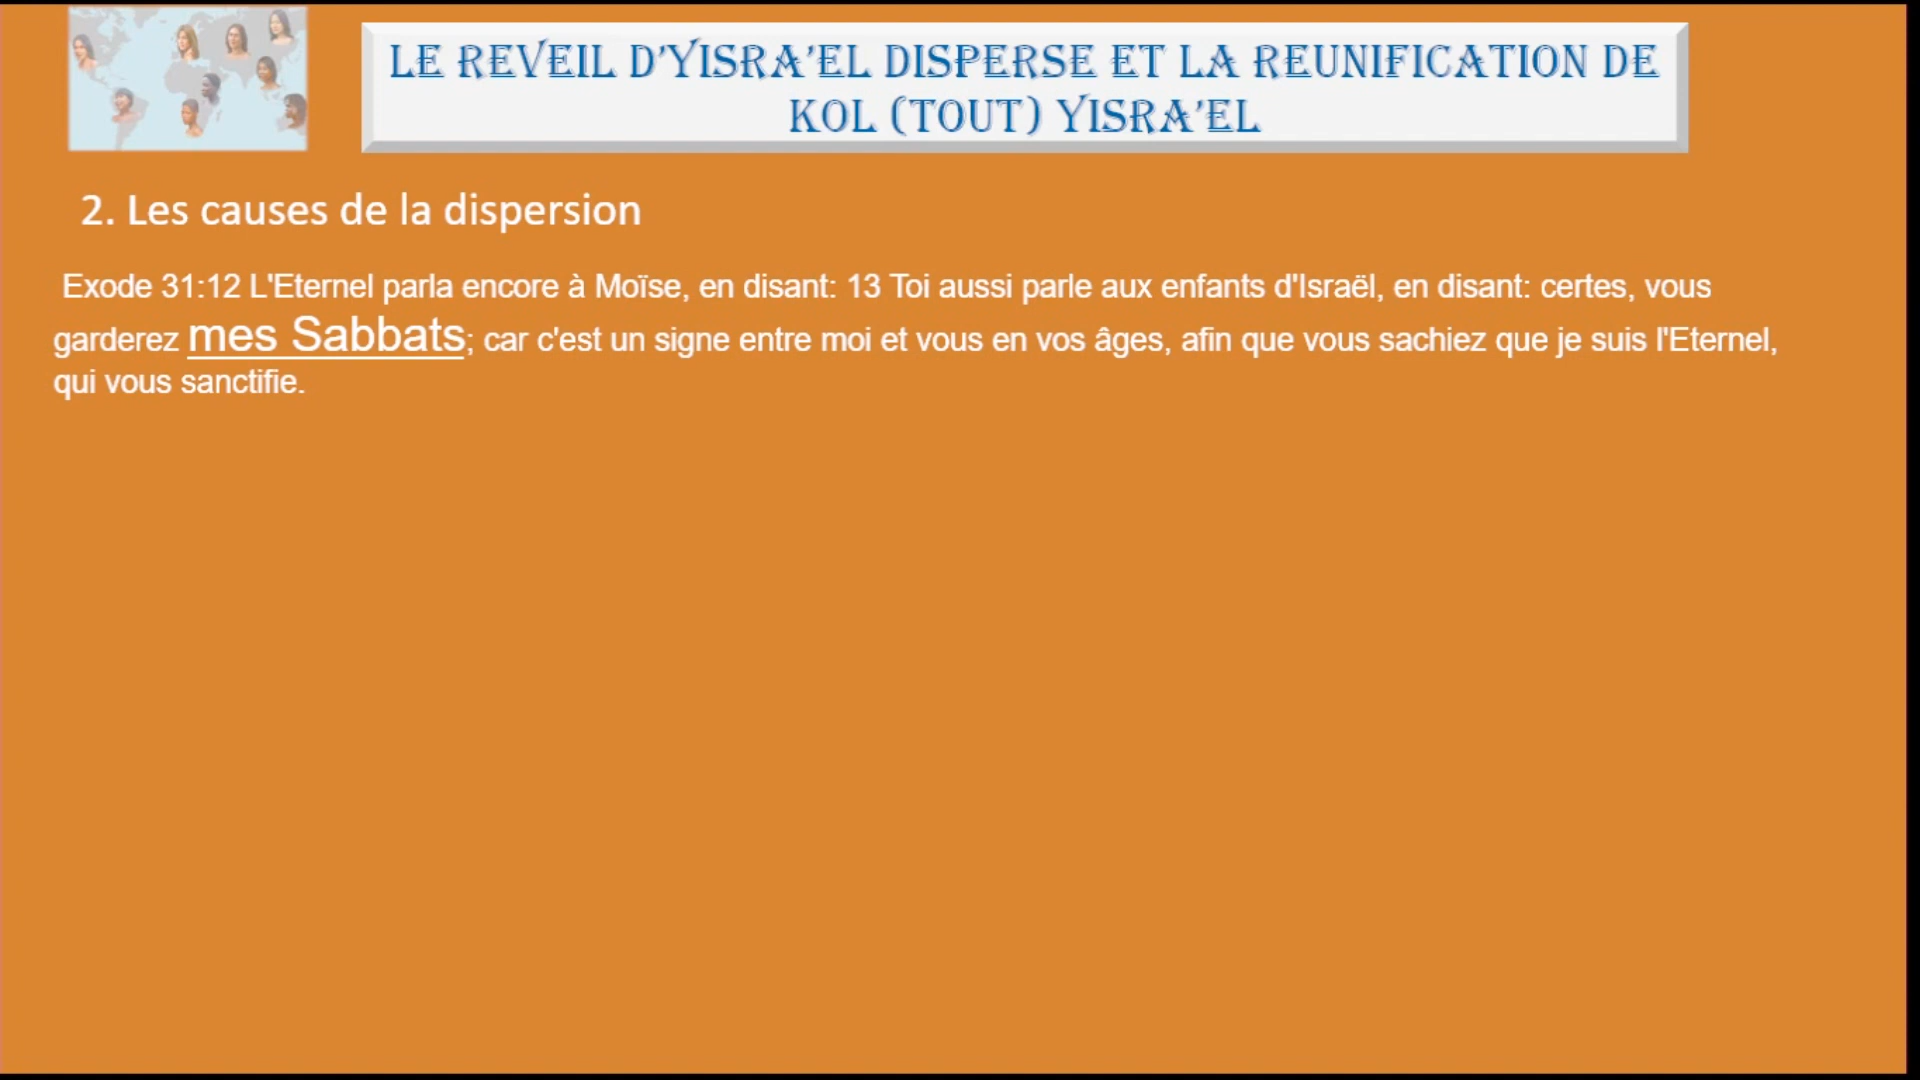 LE REVEIL D'YISRA'EL DISPERSE ET LA REUNIFICATION DE
KOL (TOUT) YISRA'EL
2. Les causes de la dispersion
Exode 31:12 L'Eternel parla encore à Moïse, en disant: 13 Toi aussi parle aux enfants d'Israël, en disant: certes, vous
garderez mes Sabbats; car c'est un signe entre moi et vous en vos âges, afin que vous sachiez que je suis l'Eternel,
qui vous sanctifie.